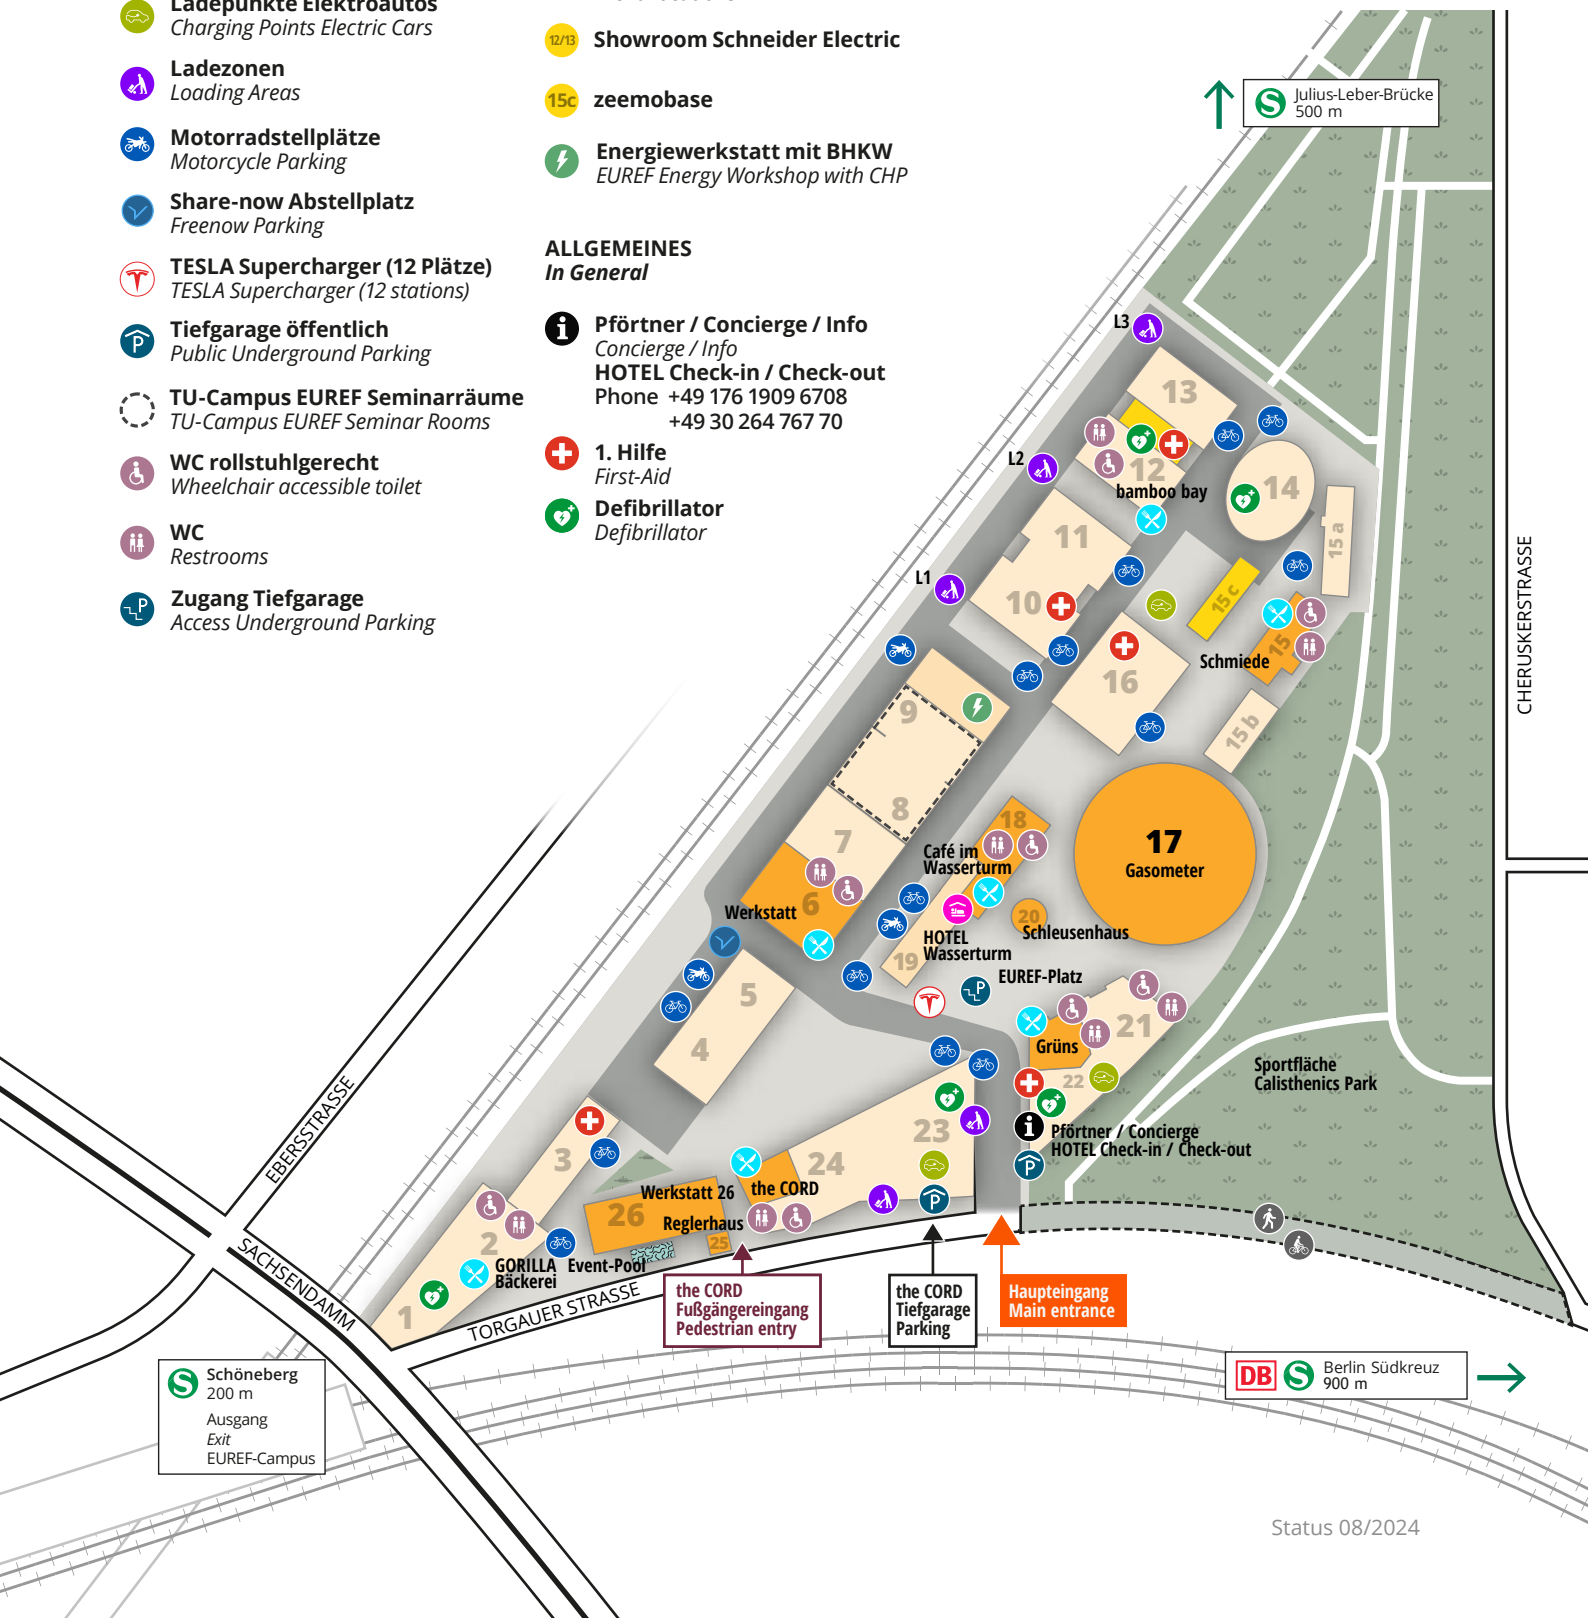 Ladepunkte Elektroautos
Charging Points Electric Cars
Ladezonen
Loading Areas
Motorradstellplätze
Motorcycle Parking
Share-now Abstellplatz
Freenow Parking
TESLA Supercharger (12 Plätze)
TESLA Supercharger (12 stations)
P
Tiefgarage öffentlich
Public Underground Parking
TU-Campus EUREF Seminarräume
TU-Campus EUREF Seminar Rooms
WC rollstuhlgerecht
Wheelchair accessible toilet
WC
Restrooms
P
Zugang Tiefgarage
Access Underground Parking
12/13
Showroom Schneider Electric
15c
zeemobase
Energiewerkstatt mit BHKW
EUREF Energy Workshop with CHP
ALLGEMEINES
In General
i
Pförtner / Concierge / Info
Concierge / Info
HOTEL Check-in / Check-out
Phone +49 176 1909 6708
+49 30 264 767 70
1. Hilfe
First-Aid
Defibrillator
Defibrillator
S
Julius-Leber-Brücke
500 m
CHERUSKERSTRASSE
L3
13
L2
12
bamboo bay
14
15 a
11
L1
10
15 c
15
Schmiede
16
15 b
9
8
7
6
Werkstatt
18
Café im
Wasserturm
17
Gasometer
20
Schleusenhaus
HOTEL
Wasserturm
19
EUREF-Platz
P
5
4
21
Grüns
22
Sportfläche
Calisthenics Park
i
Pförtner / Concierge
HOTEL Check-in / Check-out
P
23
P
24
the CORD
3
Werkstatt 26
26
Reglerhaus
25
2
GORILLA
Bäckerei
Event-Pool
1
EBERSSTRASSE
SACHSENDAMM
TORGAUER STRASSE
the CORD
Fußgängereingang
Pedestrian entry
the CORD
Tiefgarage
Parking
Haupteingang
Main entrance
S
Schöneberg
200 m
Ausgang
Exit
EUREF-Campus
DB
S
Berlin Südkreuz
900 m
Status 08/2024